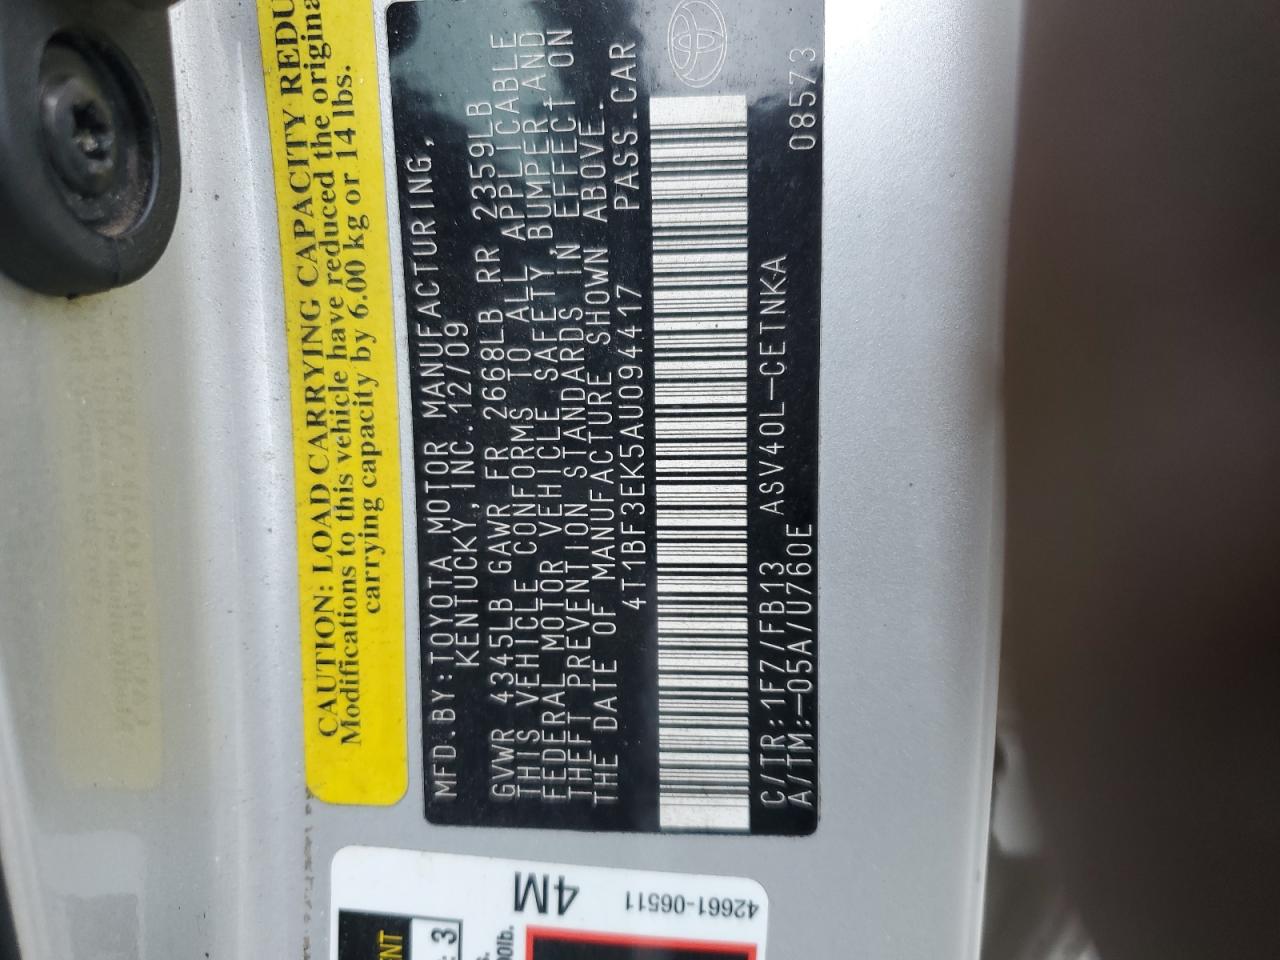 CAUTION: LOAD CARRYING CAPACITY REDU
Modifications to this vehicle have reduced the origina
carrying capacity by 6.00 kg or 14 lbs.
MFD.BY:TOYOTA MOTOR MANUFACTURING,
KENTUCKY, INC. 12/09
GVWR 4345LB GAWR FR 2668LB RR 2359LB
THIS VEHICLE CONFORMS TO ALL APPLICABLE
FEDERAL MOTOR VEHICLE SAFETY,BUMPER AND
THEFT PREVENTION STANDARDS IN EFFECT ON
THE DATE OF MANUFACTURE SHOWN ABOVE.
4T1BF3EK5AU094417 PASS.CAR
C/TR:1F7/FB13 ASV40L-CETNKA
A/TM:-05A/U760E 08573
4M
42661-06511
ENT
3
00lb.